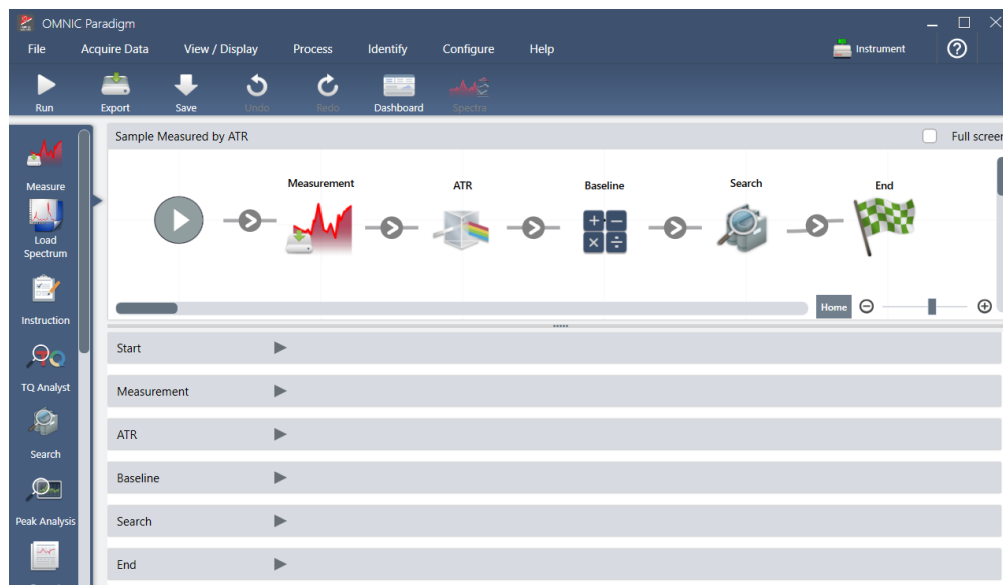 OMNIC Paradigm
File Acquire Data View / Display Process Identify Configure Help Instrument
Run Export Save Undo Redo Dashboard Spectra
Sample Measured by ATR Full screen
Measure
Load
Spectrum
Instruction
TQ Analyst
Search
Peak Analysis
Measurement ATR Baseline Search End
Home
Start
Measurement
ATR
Baseline
Search
End